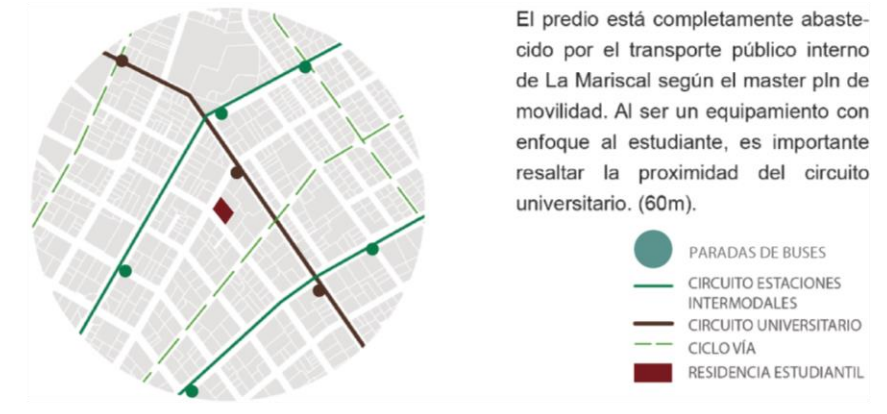 El predio está completamente abaste-
cido por el transporte público interno
de La Mariscal según el master pln de
movilidad. Al ser un equipamiento con
enfoque al estudiante, es importante
resaltar la proximidad del circuito
universitario. (60m).
PARADAS DE BUSES
CIRCUITO ESTACIONES
INTERMODALES
CIRCUITO UNIVERSITARIO
CICLO VÍA
RESIDENCIA ESTUDIANTIL